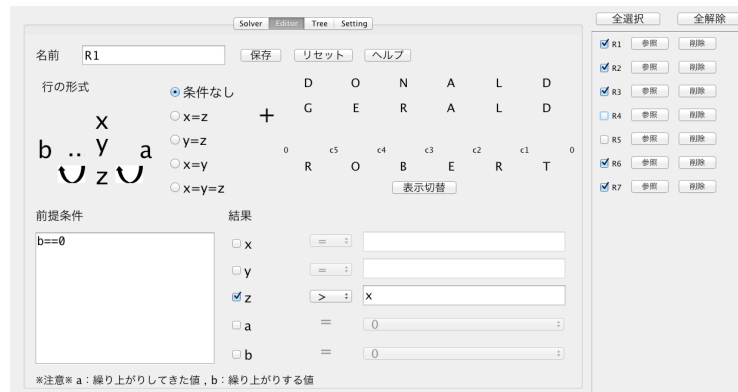 Solver Editor Tree Setting
全選択 全解除
名前 R1 保存 リセット ヘルプ
R1 参照 削除
R2 参照 削除
R3 参照 削除
R4 参照 削除
R5 参照 削除
R6 参照 削除
R7 参照 削除
行の形式
x
b .. y a
z
条件なし
x=z
y=z
x=y
x=y=z
D O N A L D
+ G E R A L D
0 c5 c4 c3 c2 c1 0
R O B E R T
表示切替
前提条件
b==0
結果
x =
y =
z > x
a = 0
b = 0
※注意※ a：繰り上がりしてきた値 , b：繰り上がりする値